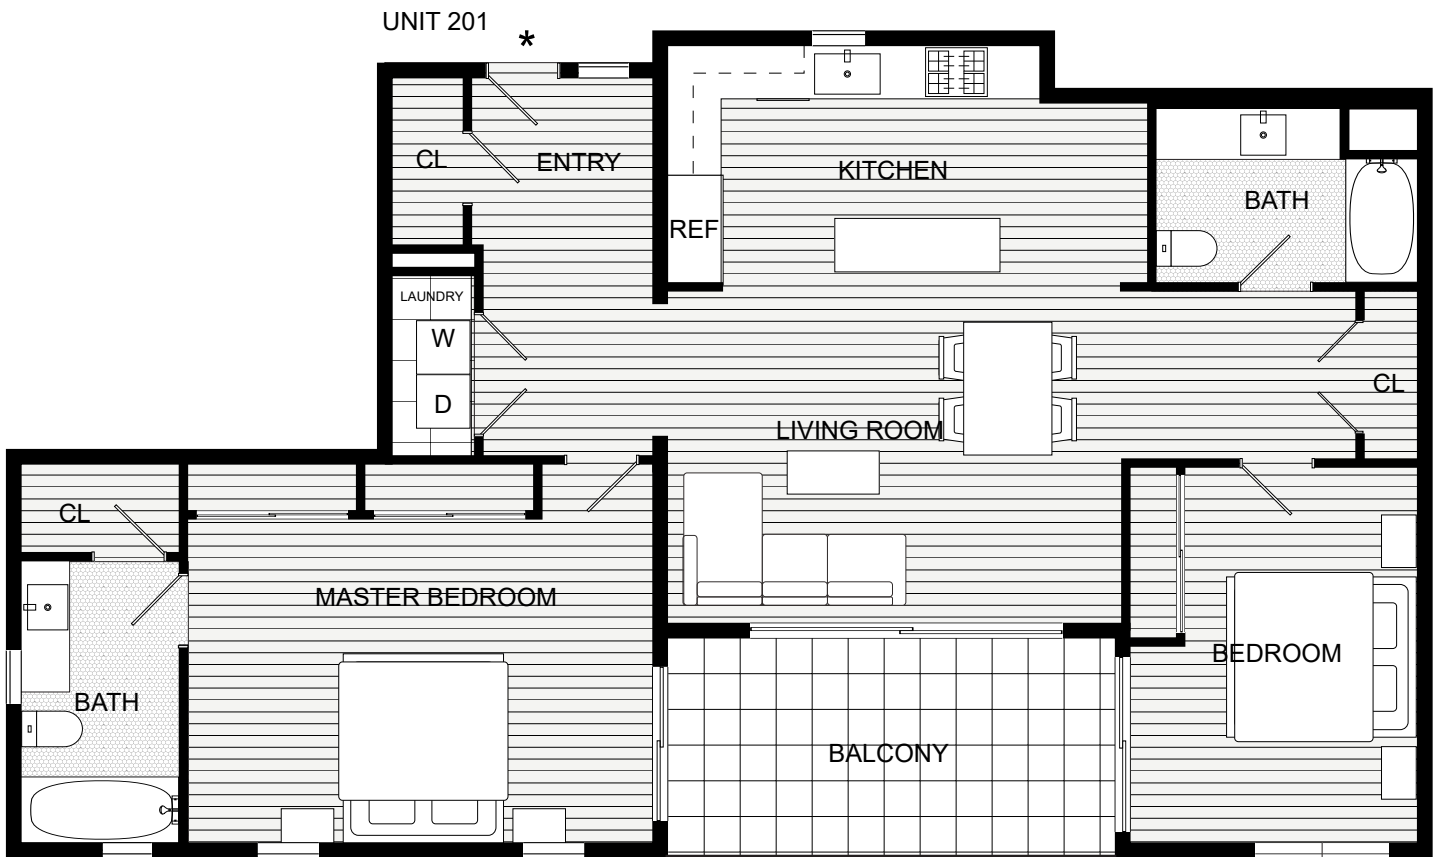 UNIT 201
*
CL
ENTRY
KITCHEN
BATH
REF
LAUNDRY
W
D
CL
LIVING ROOM
CL
MASTER BEDROOM
BEDROOM
BATH
BALCONY